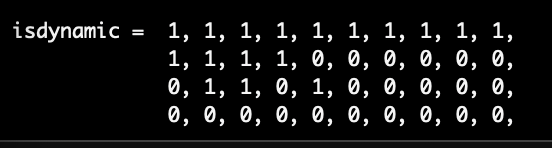 isdynamic = 1, 1, 1, 1, 1, 1, 1, 1, 1, 1,
1, 1, 1, 1, 0, 0, 0, 0, 0, 0,
0, 1, 1, 0, 1, 0, 0, 0, 0, 0,
0, 0, 0, 0, 0, 0, 0, 0, 0, 0,